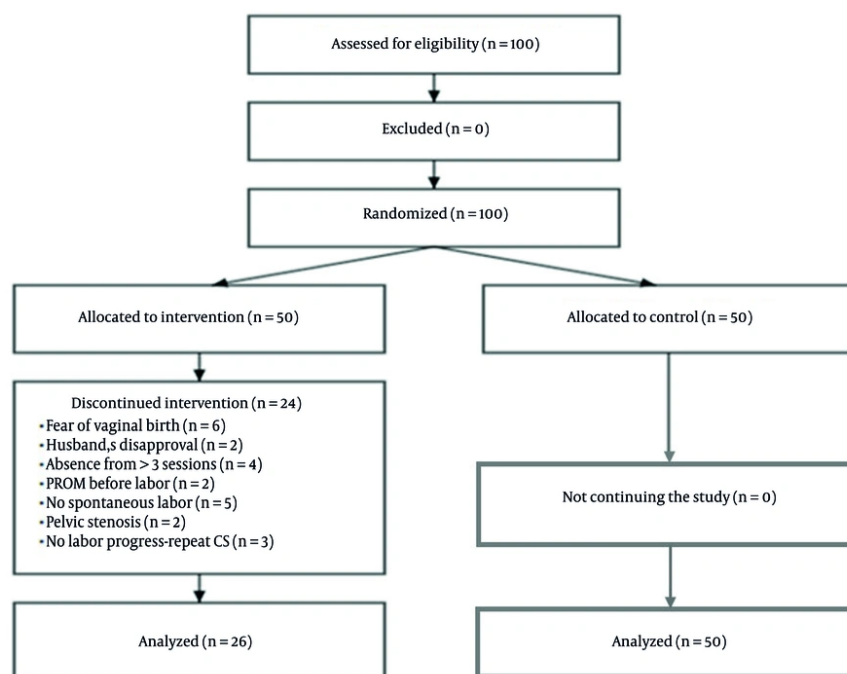 Assessed for eligibility (n = 100)
Excluded (n = 0)
Randomized (n = 100)
Allocated to intervention (n = 50)
Allocated to control (n = 50)
Discontinued intervention (n = 24)
•Fear of vaginal birth (n = 6)
•Husband,s disapproval (n = 2)
•Absence from > 3 sessions (n = 4)
•PROM before labor (n = 2)
•No spontaneous labor (n = 5)
•Pelvic stenosis (n = 2)
•No labor progress-repeat CS (n = 3)
Not continuing the study (n = 0)
Analyzed (n = 26)
Analyzed (n = 50)